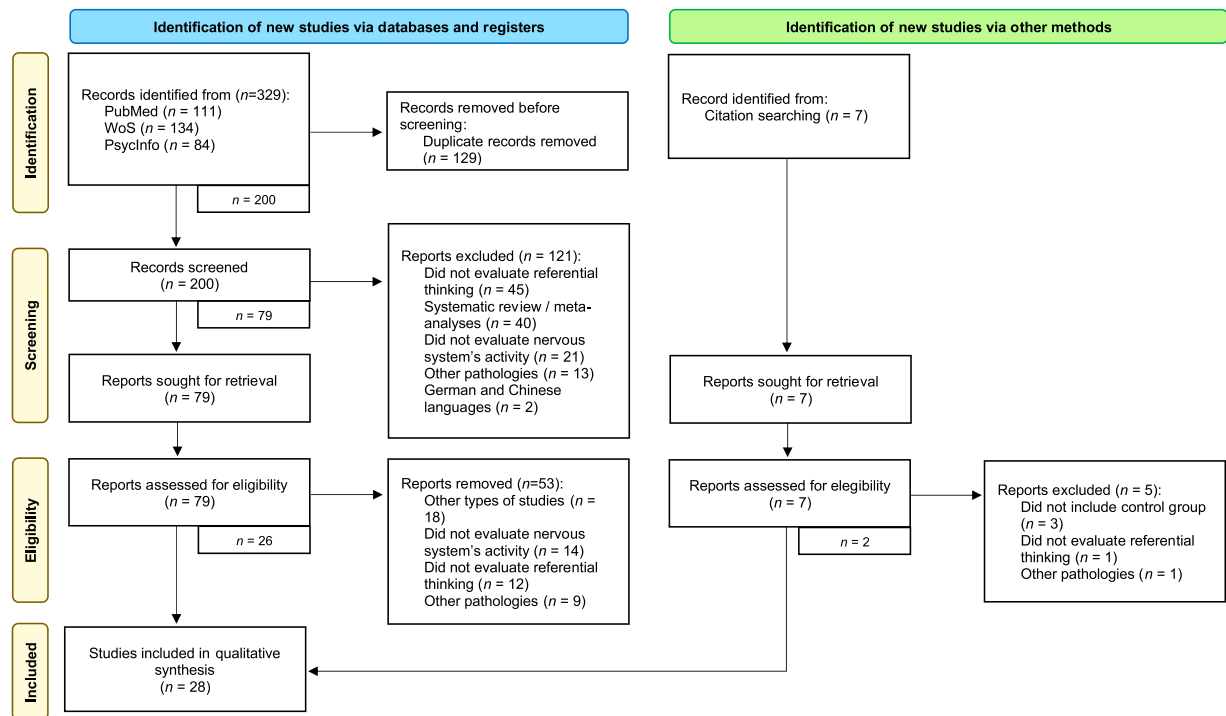 Identification of new studies via databases and registers
Identification of new studies via other methods
Identification
Records identified from (n=329):
PubMed (n = 111)
WoS (n = 134)
PsycInfo (n = 84)
n = 200
Records removed before
screening:
Duplicate records removed
(n = 129)
Record identified from:
Citation searching (n = 7)
Screening
Records screened
(n = 200)
n = 79
Reports excluded (n = 121):
Did not evaluate referential
thinking (n = 45)
Systematic review / meta-
analyses (n = 40)
Did not evaluate nervous
system’s activity (n = 21)
Other pathologies (n = 13)
German and Chinese
languages (n = 2)
Reports sought for retrieval
(n = 79)
Reports sought for retrieval
(n = 7)
Eligibility
Reports assessed for eligibility
(n = 79)
n = 26
Reports removed (n=53):
Other types of studies (n =
18)
Did not evaluate nervous
system’s activity (n = 14)
Did not evaluate referential
thinking (n = 12)
Other pathologies (n = 9)
Reports assessed for elegibility
(n = 7)
n = 2
Reports excluded (n = 5):
Did not include control group
(n = 3)
Did not evaluate referential
thinking (n = 1)
Other pathologies (n = 1)
Included
Studies included in qualitative
synthesis
(n = 28)